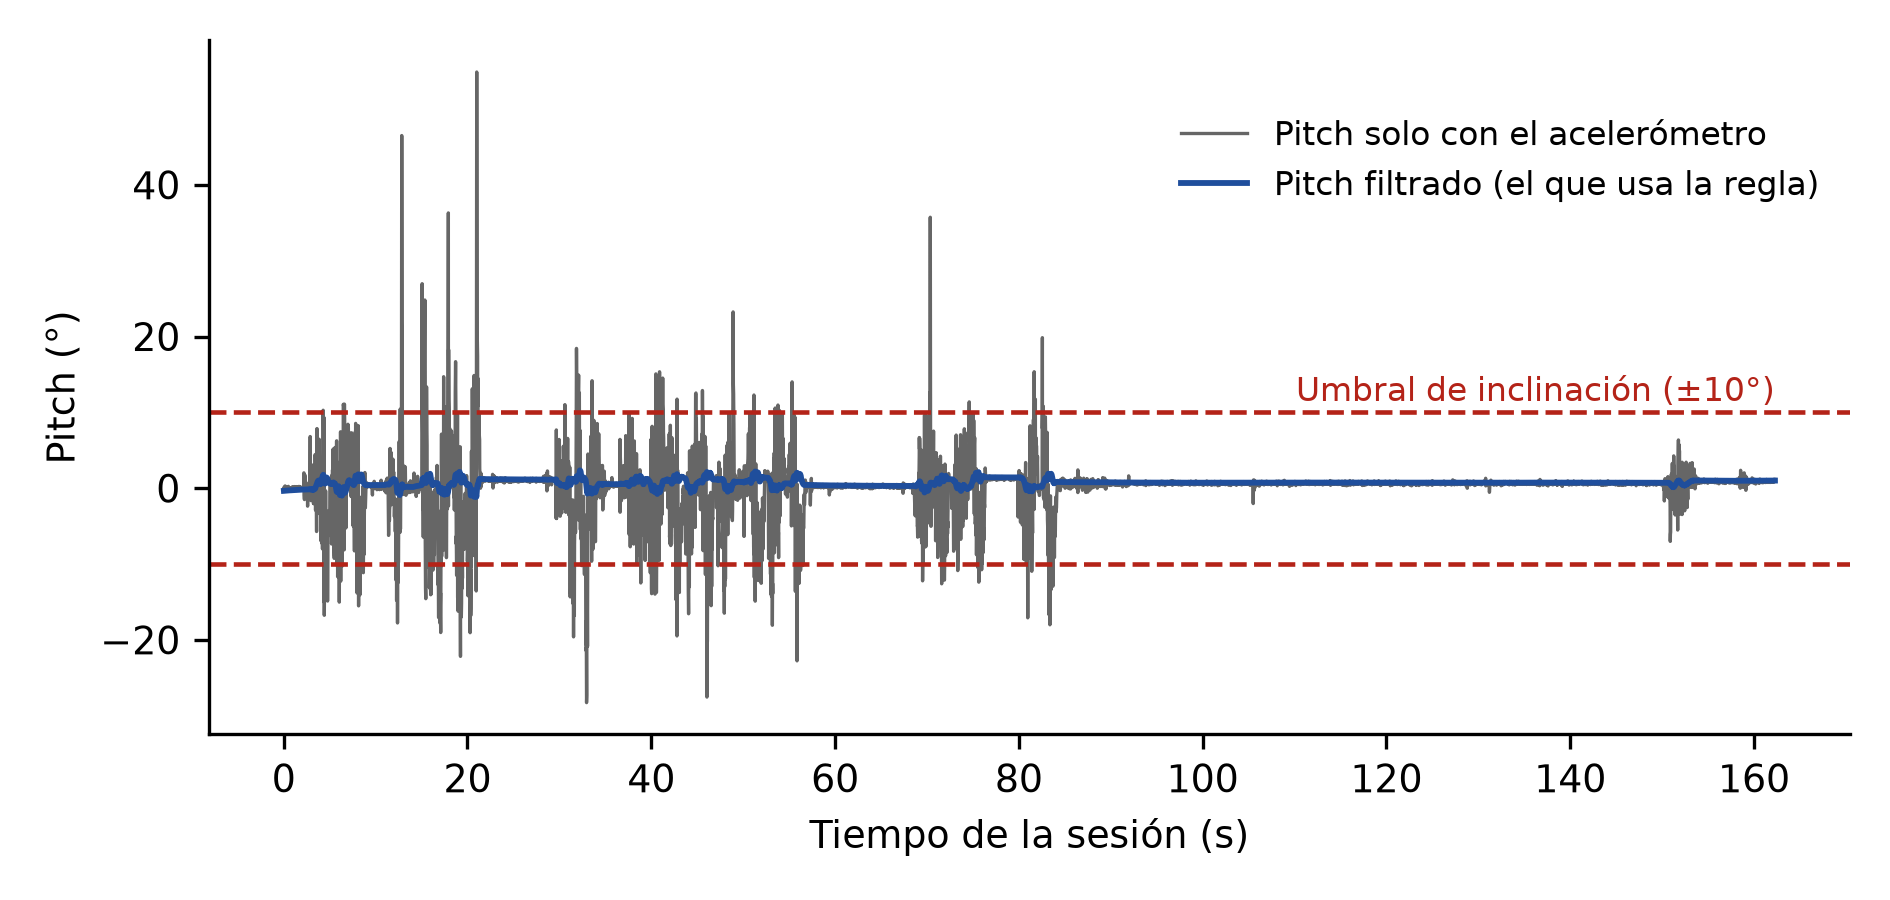 Pitch solo con el acelerómetro
Pitch filtrado (el que usa la regla)
Umbral de inclinación (±10°)
Pitch (°)
40
20
0
−20
0 20 40 60 80 100 120 140 160
Tiempo de la sesión (s)